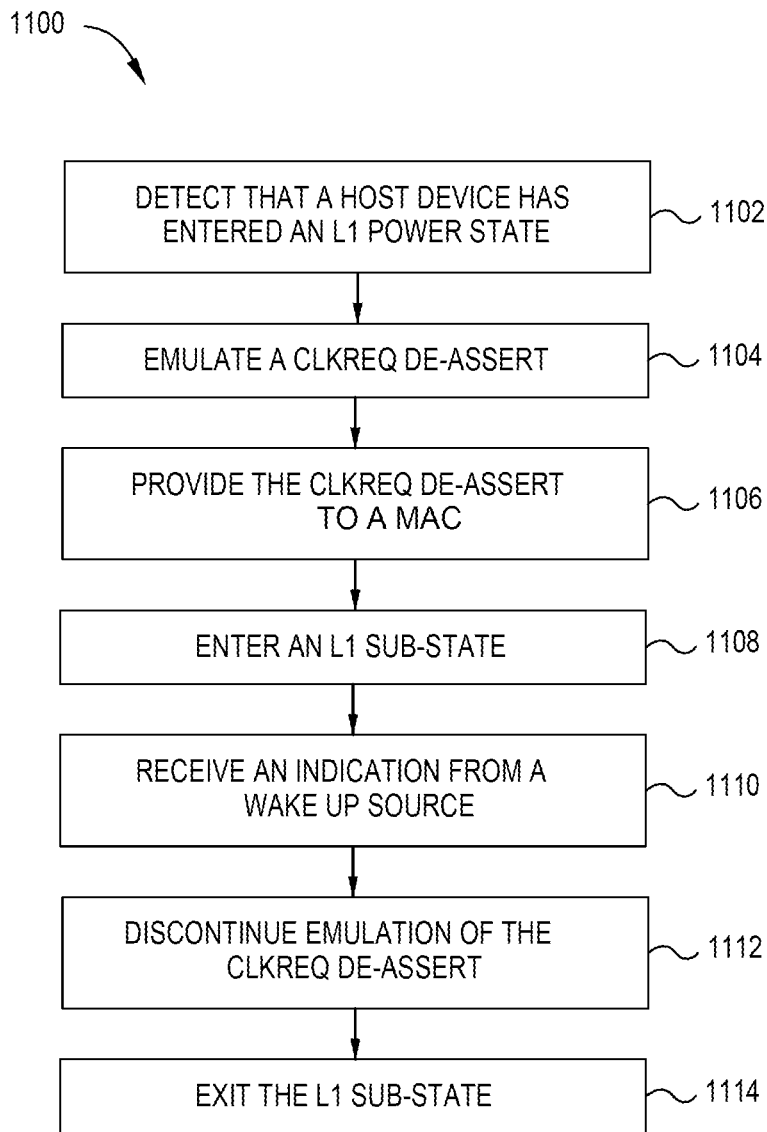 1100
DETECT THAT A HOST DEVICE HAS
ENTERED AN L1 POWER STATE
1102
EMULATE A CLKREQ DE-ASSERT
1104
PROVIDE THE CLKREQ DE-ASSERT
TO A MAC
1106
ENTER AN L1 SUB-STATE
1108
RECEIVE AN INDICATION FROM A
WAKE UP SOURCE
1110
DISCONTINUE EMULATION OF THE
CLKREQ DE-ASSERT
1112
EXIT THE L1 SUB-STATE
1114